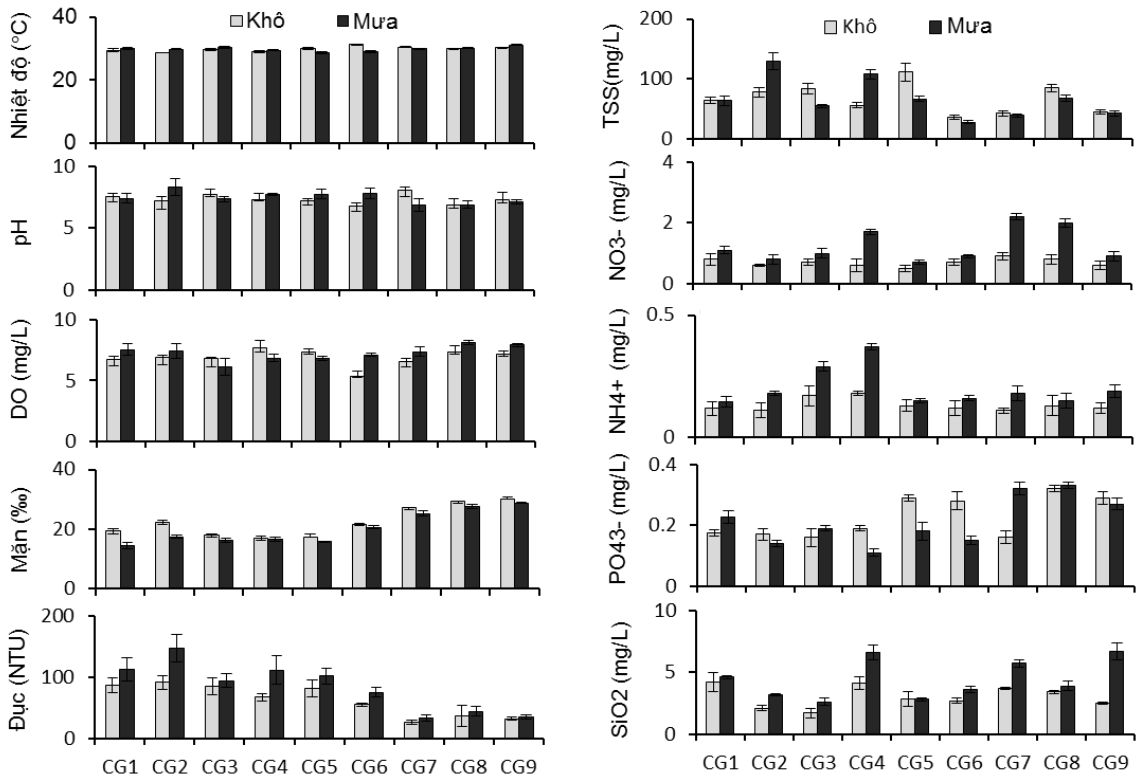 Khô Mưa
Nhiệt độ (°C)
40
20
0
pH
10
5
0
DO (mg/L)
10
5
0
Mặn (‰)
40
20
0
Đục (NTU)
200
100
0
CG1 CG2 CG3 CG4 CG5 CG6 CG7 CG8 CG9
Khô Mưa
TSS(mg/L)
200
100
0
NO3- (mg/L)
4
2
0
NH4+ (mg/L)
0.5
0
PO43- (mg/L)
0.4
0.2
0
SiO2 (mg/L)
10
5
0
CG1 CG2 CG3 CG4 CG5 CG6 CG7 CG8 CG9